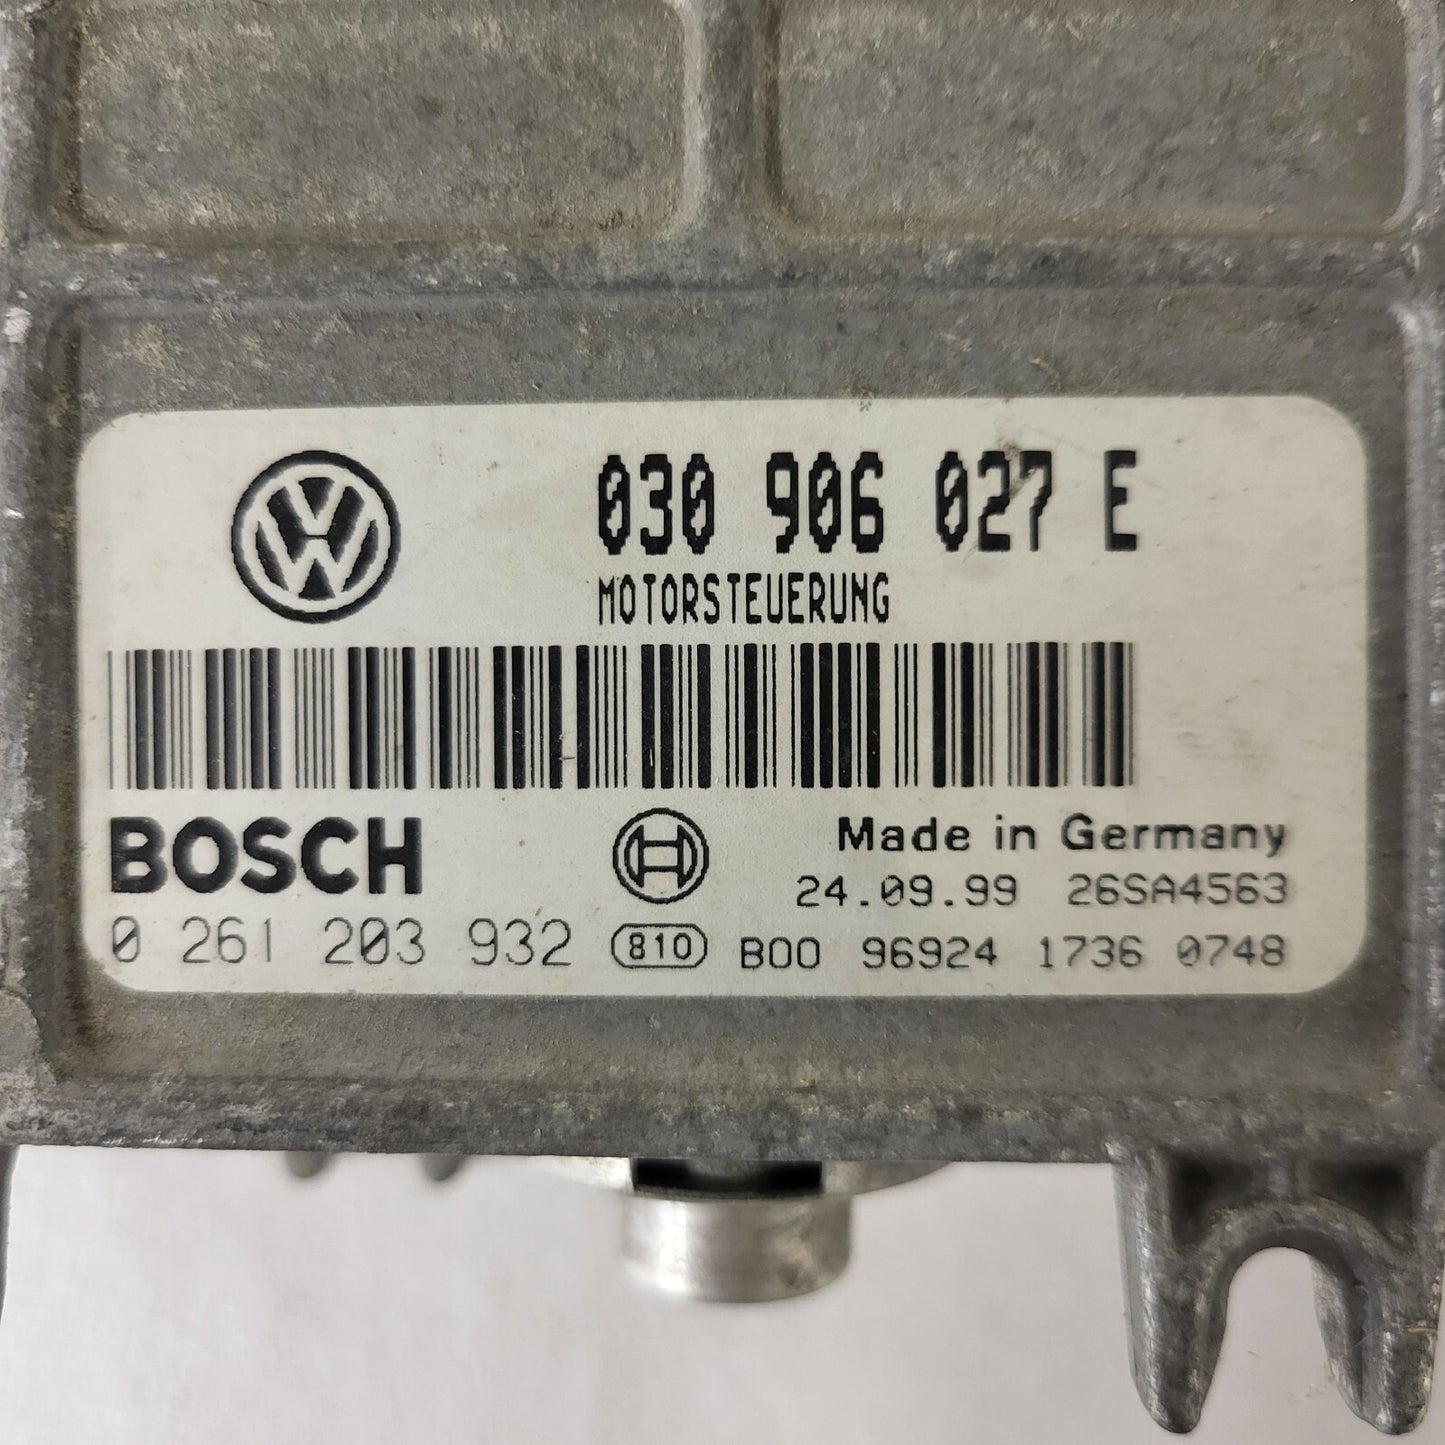 030 906 027 E
MOTORSTEUERUNG
BOSCH
Made in Germany
24.09.99 26SA4563
0 261 203 932 810 B00 96924 1736 0748